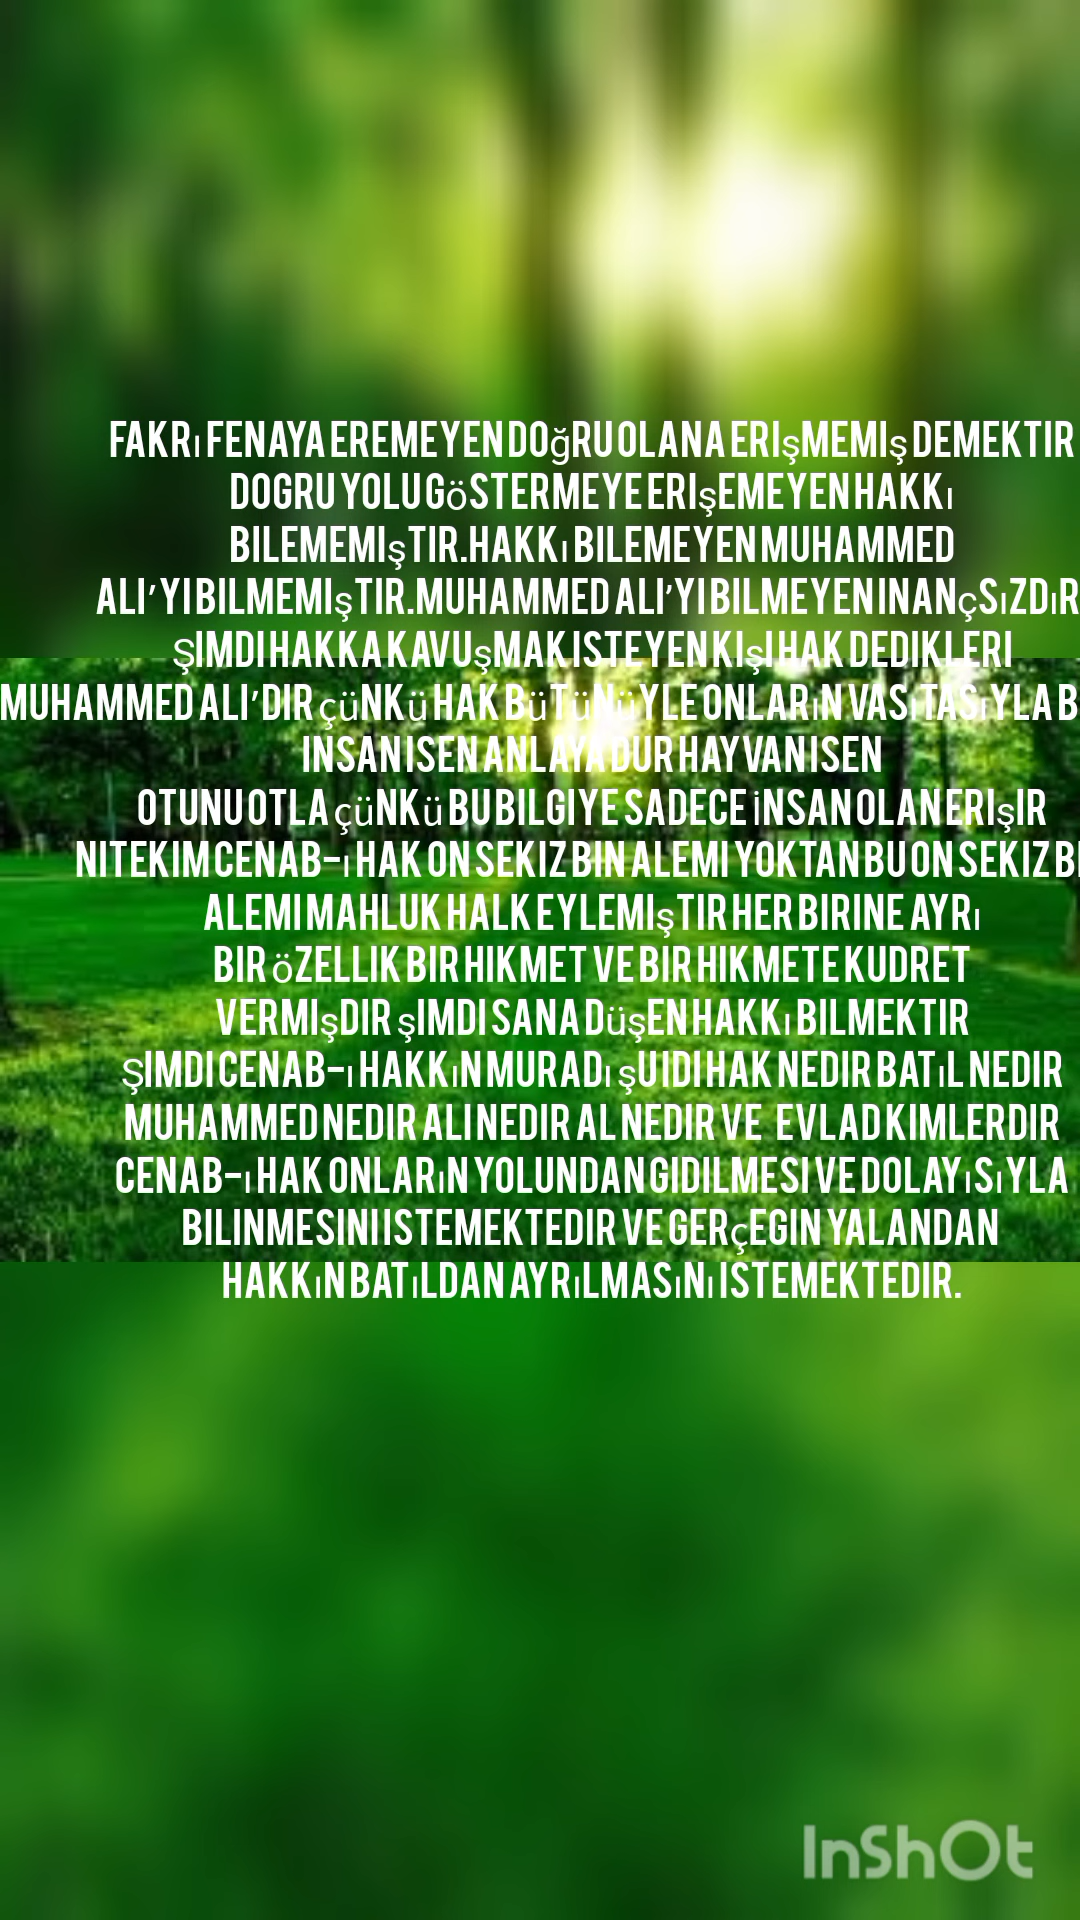 FAKRı FENAYA EREMEYEN DOğRU OLANA ERIşMEMIş DEMEKTIR
DOGRU YOLU GöSTERMEYE ERIşEMEYEN HAKKı
BILEMEMIşTIR.HAKKı BILEMEYEN MUHAMMED
ALI'YI BILMEMIşTIR.MUHAMMED ALI'YI BILMEYEN INANçSıZDıR
ŞIMDI HAKKA KAVUşMAK ISTEYEN KIşI HAK DEDIKLERI
MUHAMMED ALI'DIR çüNKü HAK BüTüNüYLE ONLARıN VASıTASıYLA B
INSAN ISEN ANLAYA DUR HAYVAN ISEN
OTUNU OTLA çüNKü BU BILGIYE SADECE İNSAN OLAN ERIşIR
NITEKIM CENAB-ı HAK ON SEKIZ BIN ALEMI YOKTAN BU ON SEKIZ BI
ALEMI MAHLUK HALK EYLEMIşTIR HER BIRINE AYRı
BIR öZELLIK BIR HIKMET VE BIR HIKMETE KUDRET
VERMIşDIR şIMDI SANA DüşEN HAKKı BILMEKTIR
ŞIMDI CENAB-ı HAKKıN MURADı şU IDI HAK NEDIR BATıL NEDIR
MUHAMMED NEDIR ALI NEDIR AL NEDIR VE EVLAD KIMLERDIR
CENAB-ı HAK ONLARıN YOLUNDAN GIDILMESI VE DOLAYıSıYLA
BILINMESINI ISTEMEKTEDIR VE GERçEGIN YALANDAN
HAKKıN BATıLDAN AYRıLMASıNı ISTEMEKTEDIR.
InShOt